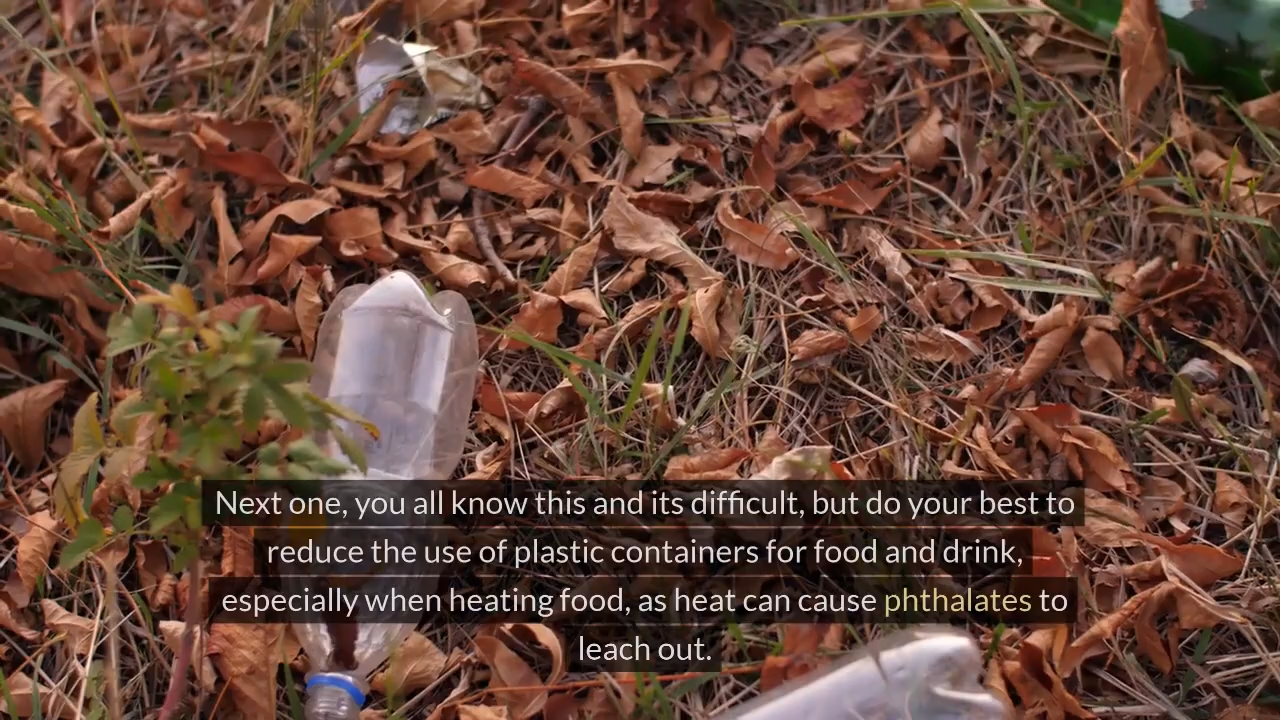 Next one, you all know this and its difficult, but do your best to
reduce the use of plastic containers for food and drink,
especially when heating food, as heat can cause phthalates to
leach out.